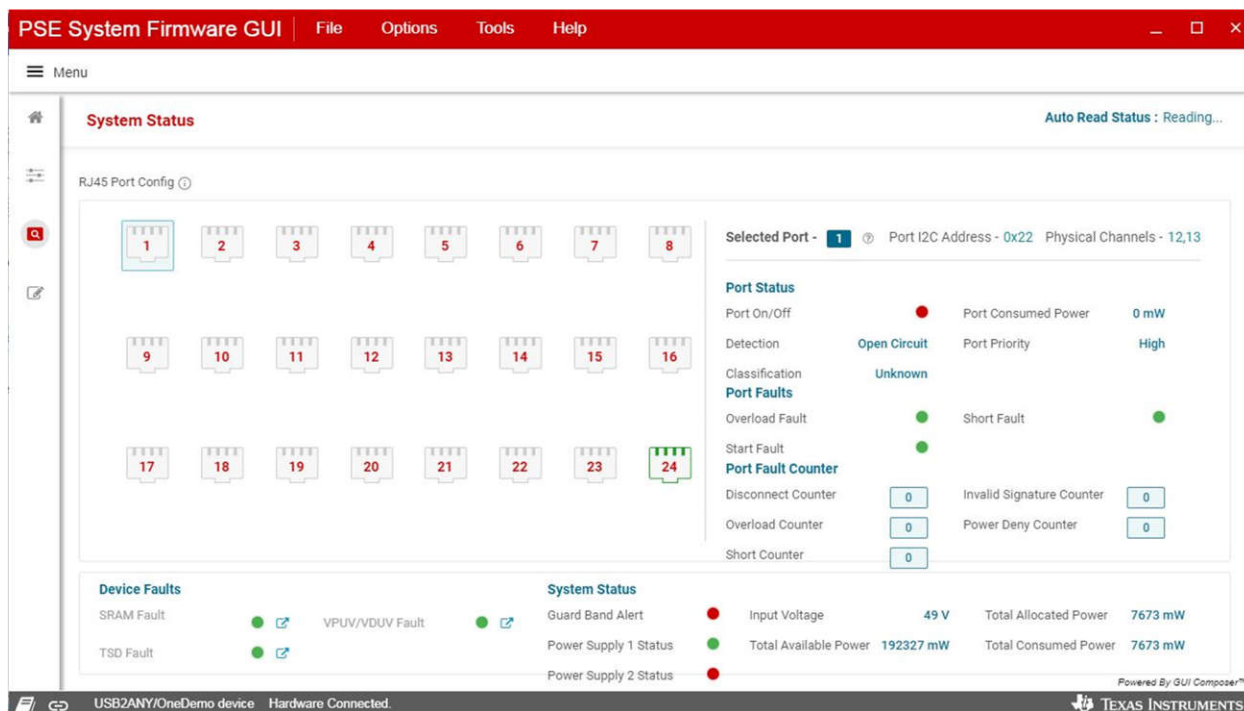 PSE System Firmware GUI File Options Tools Help
Menu
System Status Auto Read Status : Reading...
RJ45 Port Config
1 2 3 4 5 6 7 8
9 10 11 12 13 14 15 16
17 18 19 20 21 22 23 24
Selected Port - 1 Port I2C Address - 0x22 Physical Channels - 12,13
Port Status
Port On/Off Port Consumed Power 0 mW
Detection Open Circuit Port Priority High
Classification Unknown
Port Faults
Overload Fault Short Fault
Start Fault
Port Fault Counter
Disconnect Counter 0 Invalid Signature Counter 0
Overload Counter 0 Power Deny Counter 0
Short Counter 0
Device Faults
SRAM Fault VPUV/VDUV Fault
TSD Fault
System Status
Guard Band Alert Input Voltage 49 V Total Allocated Power 7673 mW
Power Supply 1 Status Total Available Power 192327 mW Total Consumed Power 7673 mW
Power Supply 2 Status
Powered By GUI Composer™
USB2ANY/OneDemo device Hardware Connected. TEXAS INSTRUMENTS